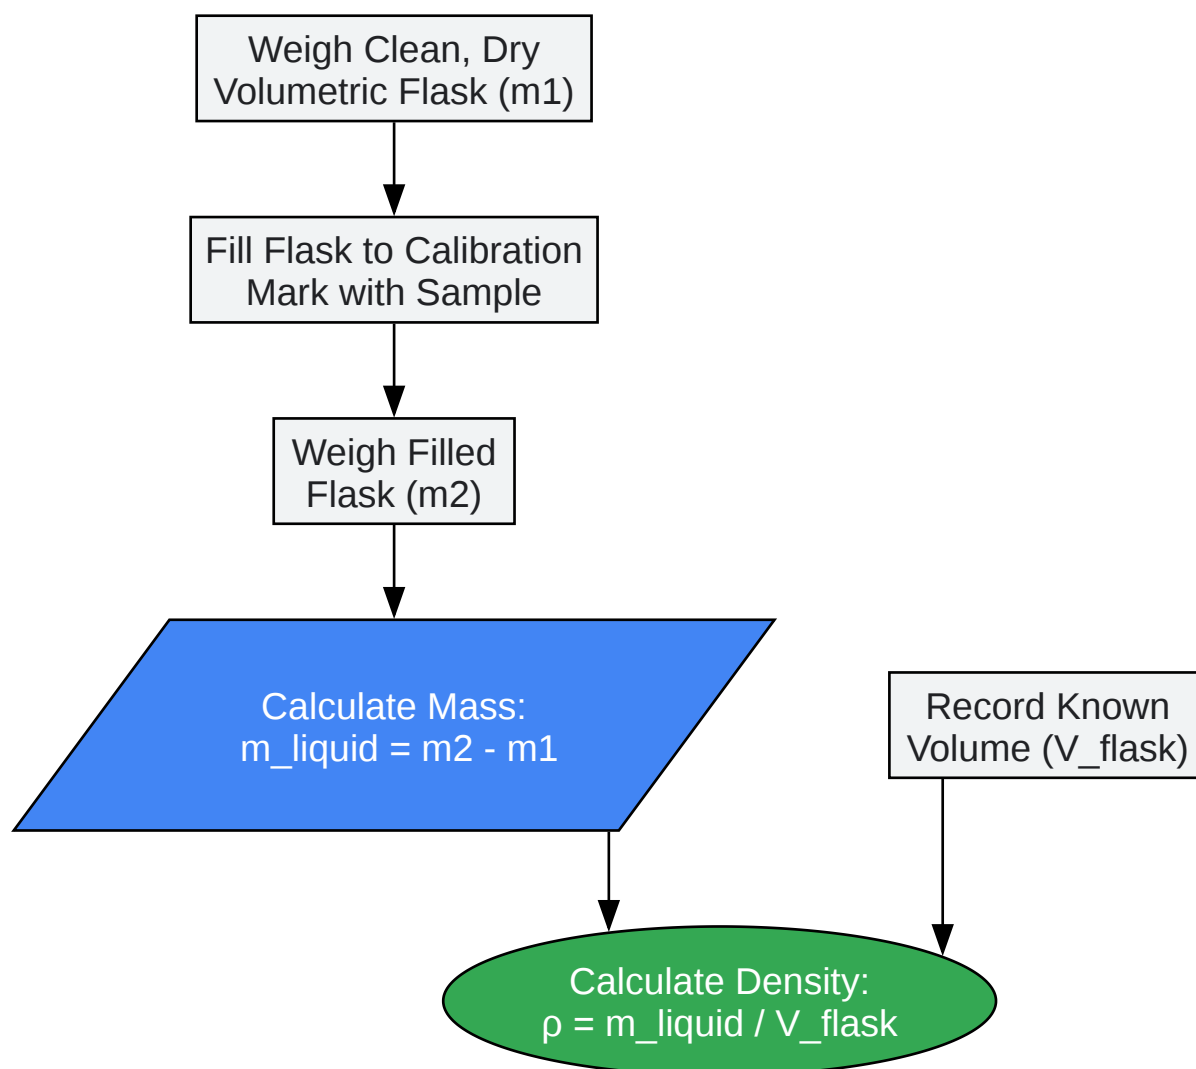 Weigh Clean, Dry
Volumetric Flask (m1)
Fill Flask to Calibration
Mark with Sample
Weigh Filled
Flask (m2)
Calculate Mass:
m_liquid = m2 - m1
Record Known
Volume (V_flask)
Calculate Density:
ρ = m_liquid / V_flask